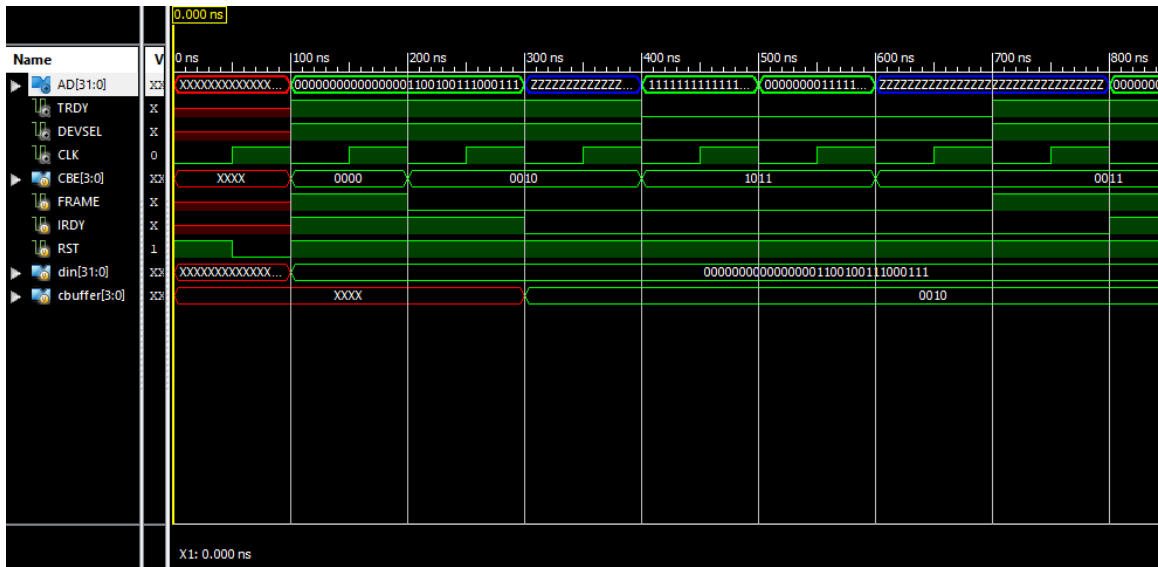 0.000 ns
Name V 0 ns 100 ns 200 ns 300 ns 400 ns 500 ns 600 ns 700 ns 800 ns
AD[31:0] XX XXXXXXXXXXXXX... 00000000000000001100100111000111 ZZZZZZZZZZZZZ... 1111111111111... 0000000011111... ZZZZZZZZZZZZZZZZZZZZZZZZZZZZZZZZ 0000000
TRDY X
DEVSEL X
CLK 0
CBE[3:0] XX XXXX 0000 0010 1011 0011
FRAME X
IRDY X
RST 1
din[31:0] XX XXXXXXXXXXXXX... 00000000000000001100100111000111
cbuffer[3:0] XX XXXX 0010
X1: 0.000 ns